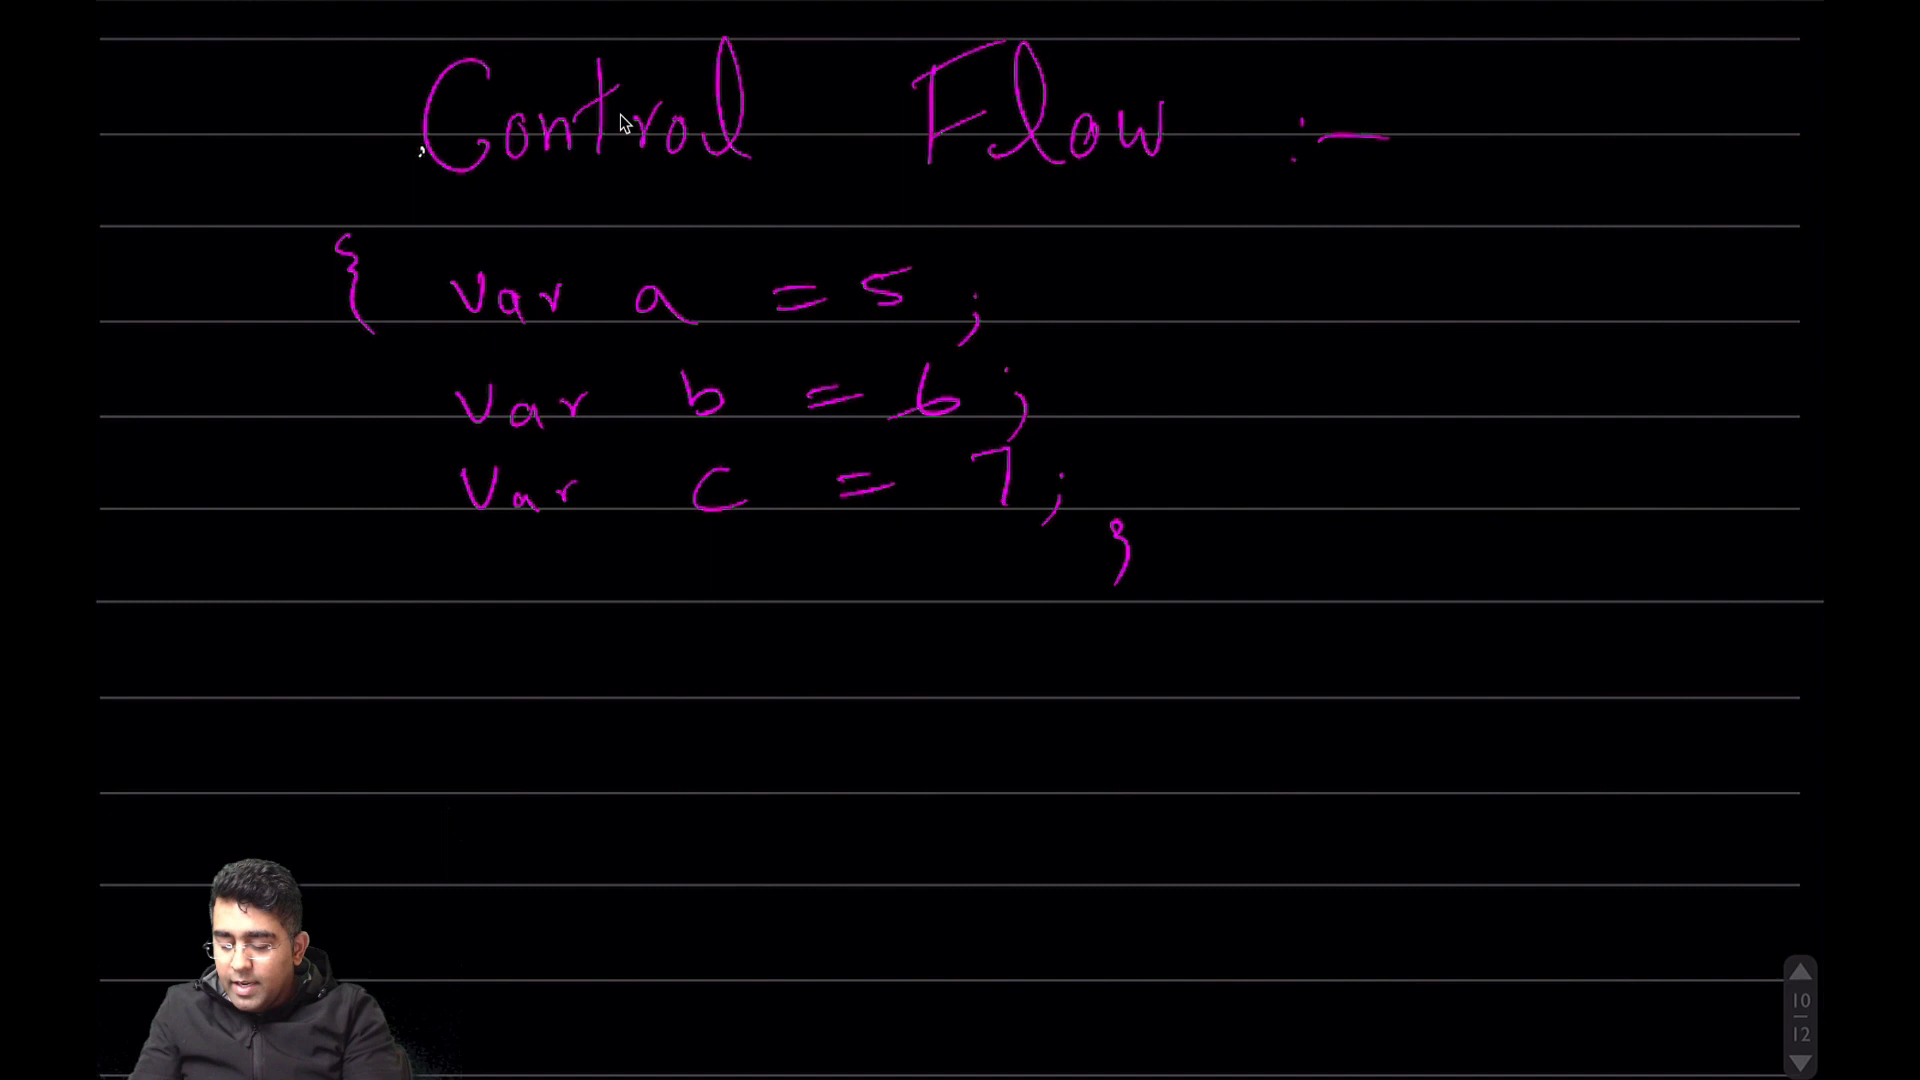 Control Flow :-
{ var a = 5 ;
var b = 6 ;
var c = 7 ;
}
10
12